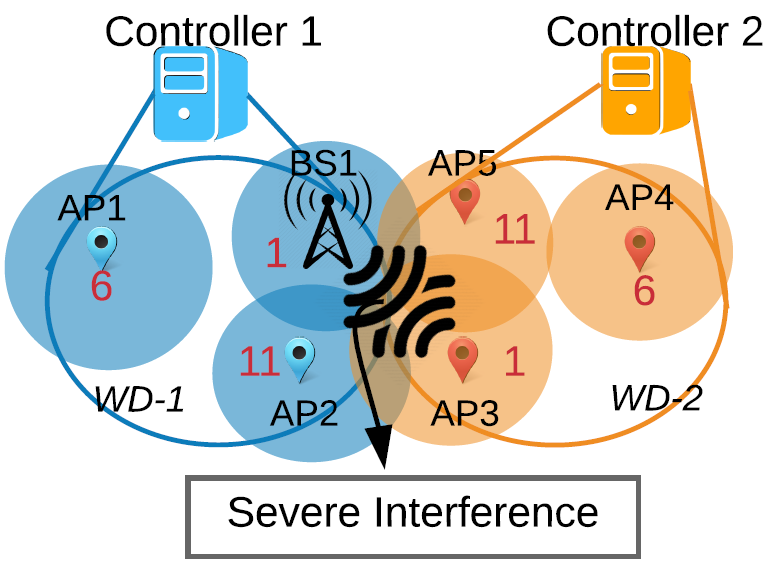 Controller 1
Controller 2
BS1
AP5
AP1
AP4
1
11
6
6
11
1
WD-1
AP2
AP3
WD-2
Severe Interference